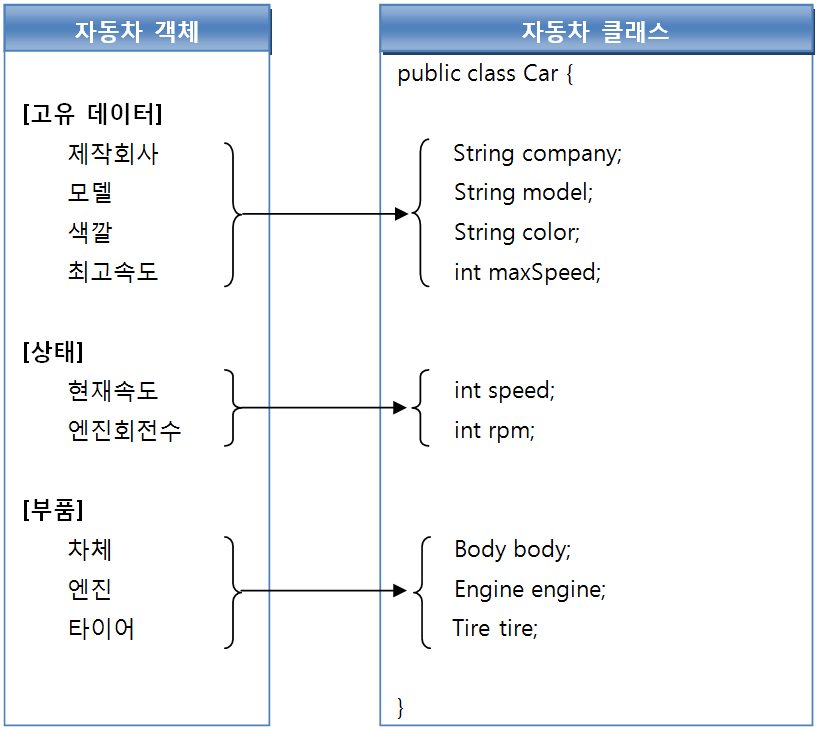 자동차 객체
[고유 데이터]
제작회사
모델
색깔
최고속도
[상태]
현재속도
엔진회전수
[부품]
차체
엔진
타이어
자동차 클래스
public class Car {
String company;
String model;
String color;
int maxSpeed;
int speed;
int rpm;
Body body;
Engine engine;
Tire tire;
}